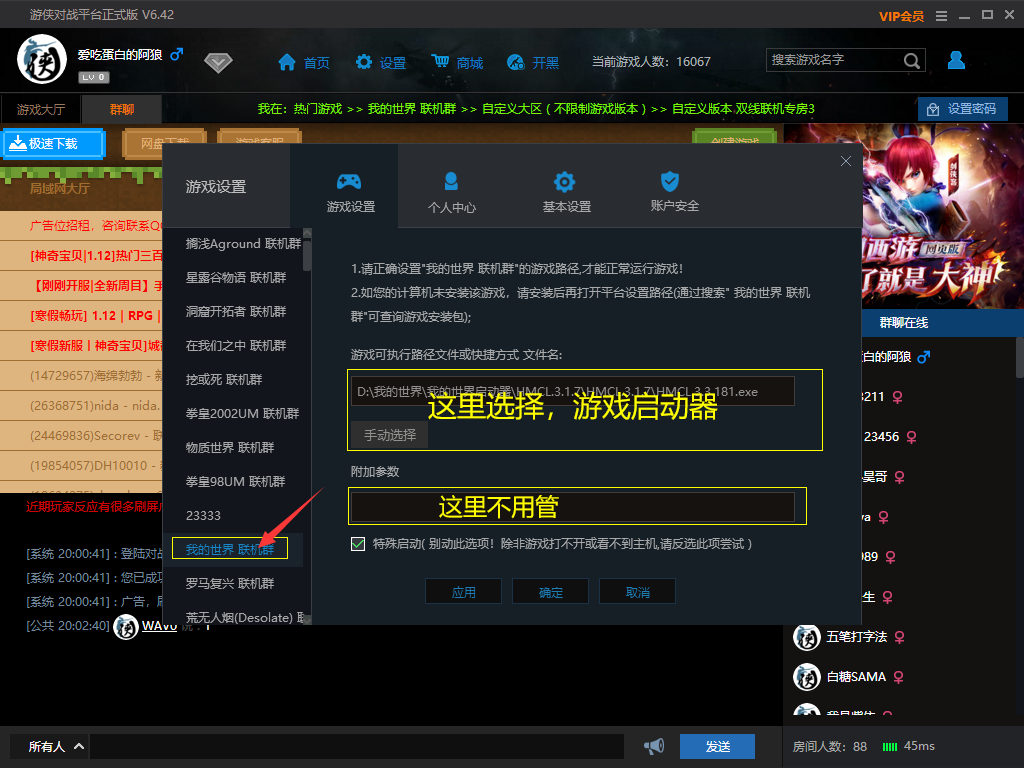 游侠对战平台正式版 V6.42
VIP会员
爱吃蛋白的阿狼
LV 0
首页
设置
商城
开黑
当前游戏人数：16067
搜索游戏名字
游戏大厅
群聊
我在：热门游戏 >> 我的世界 联机群 >> 自定义大区（不限制游戏版本）>> 自定义版本.双线联机专房3
设置密码
极速下载
局域网大厅
广告位招租，咨询联系Q
[神奇宝贝|1.12]热门三百
【刚刚开服|全新周目】手
[寒假畅玩] 1.12｜RPG｜
[寒假新服丨神奇宝贝]城
(14729657)海绵勃勃 - 新
(26368751)nida - nida.
(24469836)Secorev - 联
(19854057)DH10010 -
近期玩家反应有很多刷屏
[系统 20:00:41]：登陆对战
[系统 20:00:41]：您已成功
[系统 20:00:41]：广告，
[公共 20:02:40]
WAVO 说：
游戏设置
游戏设置
个人中心
基本设置
账户安全
搁浅Aground 联机群
星露谷物语 联机群
洞窟开拓者 联机群
在我们之中 联机群
挖或死 联机群
拳皇2002UM 联机群
物质世界 联机群
拳皇98UM 联机群
23333
我的世界 联机群
罗马复兴 联机群
荒无人烟(Desolate) 联
1.请正确设置"我的世界 联机群"的游戏路径,才能正常运行游戏!
2.如您的计算机未安装该游戏，请安装后再打开平台设置路径(通过搜索" 我的世界 联机
群"可查询游戏安装包);
游戏可执行路径文件或快捷方式 文件名:
D:\我的世界\我的世界启动器\HMCL.3.1.7\HMCL.3.1.7\HMCL.3.3.181.exe
这里选择，游戏启动器
手动选择
附加参数
这里不用管
特殊启动( 别动此选项！除非游戏打不开或看不到主机,请反选此项尝试 )
应用
确定
取消
西游
网页版
了就是大神
群聊在线
白的阿狼
3211
23456
昊哥
va
089
生
五笔打字法
白糖SAMA
所有人
发送
房间人数：88
45ms